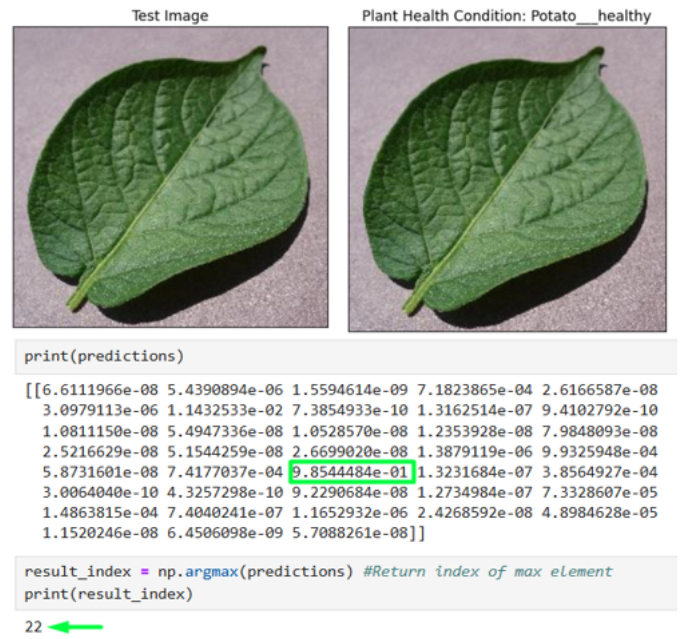 Test Image
Plant Health Condition: Potato___healthy
print(predictions)
[[6.6111966e-08 5.4390894e-06 1.5594614e-09 7.1823865e-04 2.6166587e-08
3.0979113e-06 1.1432533e-02 7.3854933e-10 1.3162514e-07 9.4102792e-10
1.0811150e-08 5.4947336e-08 1.0528570e-08 1.2353928e-08 7.9848093e-08
2.5216629e-08 5.1544259e-08 2.6699020e-08 1.3879119e-06 9.9325948e-04
5.8731601e-08 7.4177037e-04 9.8544484e-01 1.3231684e-07 3.8564927e-04
3.0064040e-10 4.3257298e-10 9.2290684e-08 1.2734984e-07 7.3328607e-05
1.4863815e-04 7.4040241e-07 1.1652932e-06 2.4268592e-08 4.8984628e-05
1.1520246e-08 6.4506098e-09 5.7088261e-08]]
result_index = np.argmax(predictions) #Return index of max element
print(result_index)
22